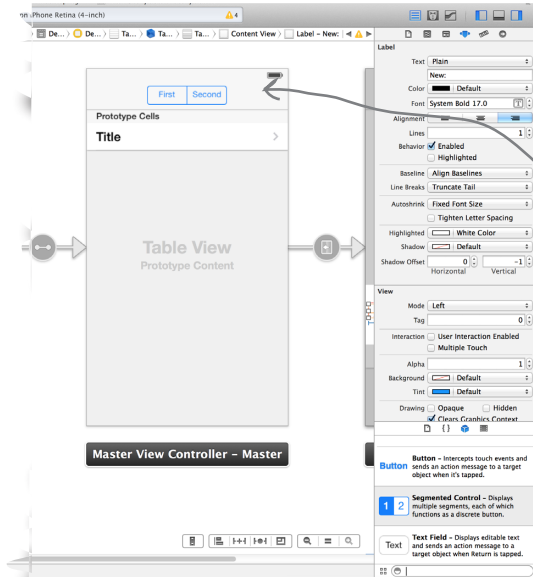 iPhone Retina (4-inch)
4
De... Ta... Ta... Content View Label - New:
First Second
Prototype Cells
Title
Table View
Prototype Content
Master View Controller - Master
Label
Text Plain
New:
Color Default
Font System Bold 17.0
Alignment
Lines 1
Behavior Enabled
Highlighted
Baseline Align Baselines
Line Breaks Truncate Tail
Autoshrink Fixed Font Size
Tighten Letter Spacing
Highlighted White Color
Shadow Default
Shadow Offset 0 -1
Horizontal Vertical
View
Mode Left
Tag 0
Interaction User Interaction Enabled
Multiple Touch
Alpha 1
Background Default
Tint Default
Drawing Opaque Hidden
Clears Graphics Context
Button Button - Intercepts touch events and
sends an action message to a target
object when it's tapped.
1 2 Segmented Control - Displays
multiple segments, each of which
functions as a discrete button.
Text Text Field - Displays editable text
and sends an action message to a
target object when Return is tapped.